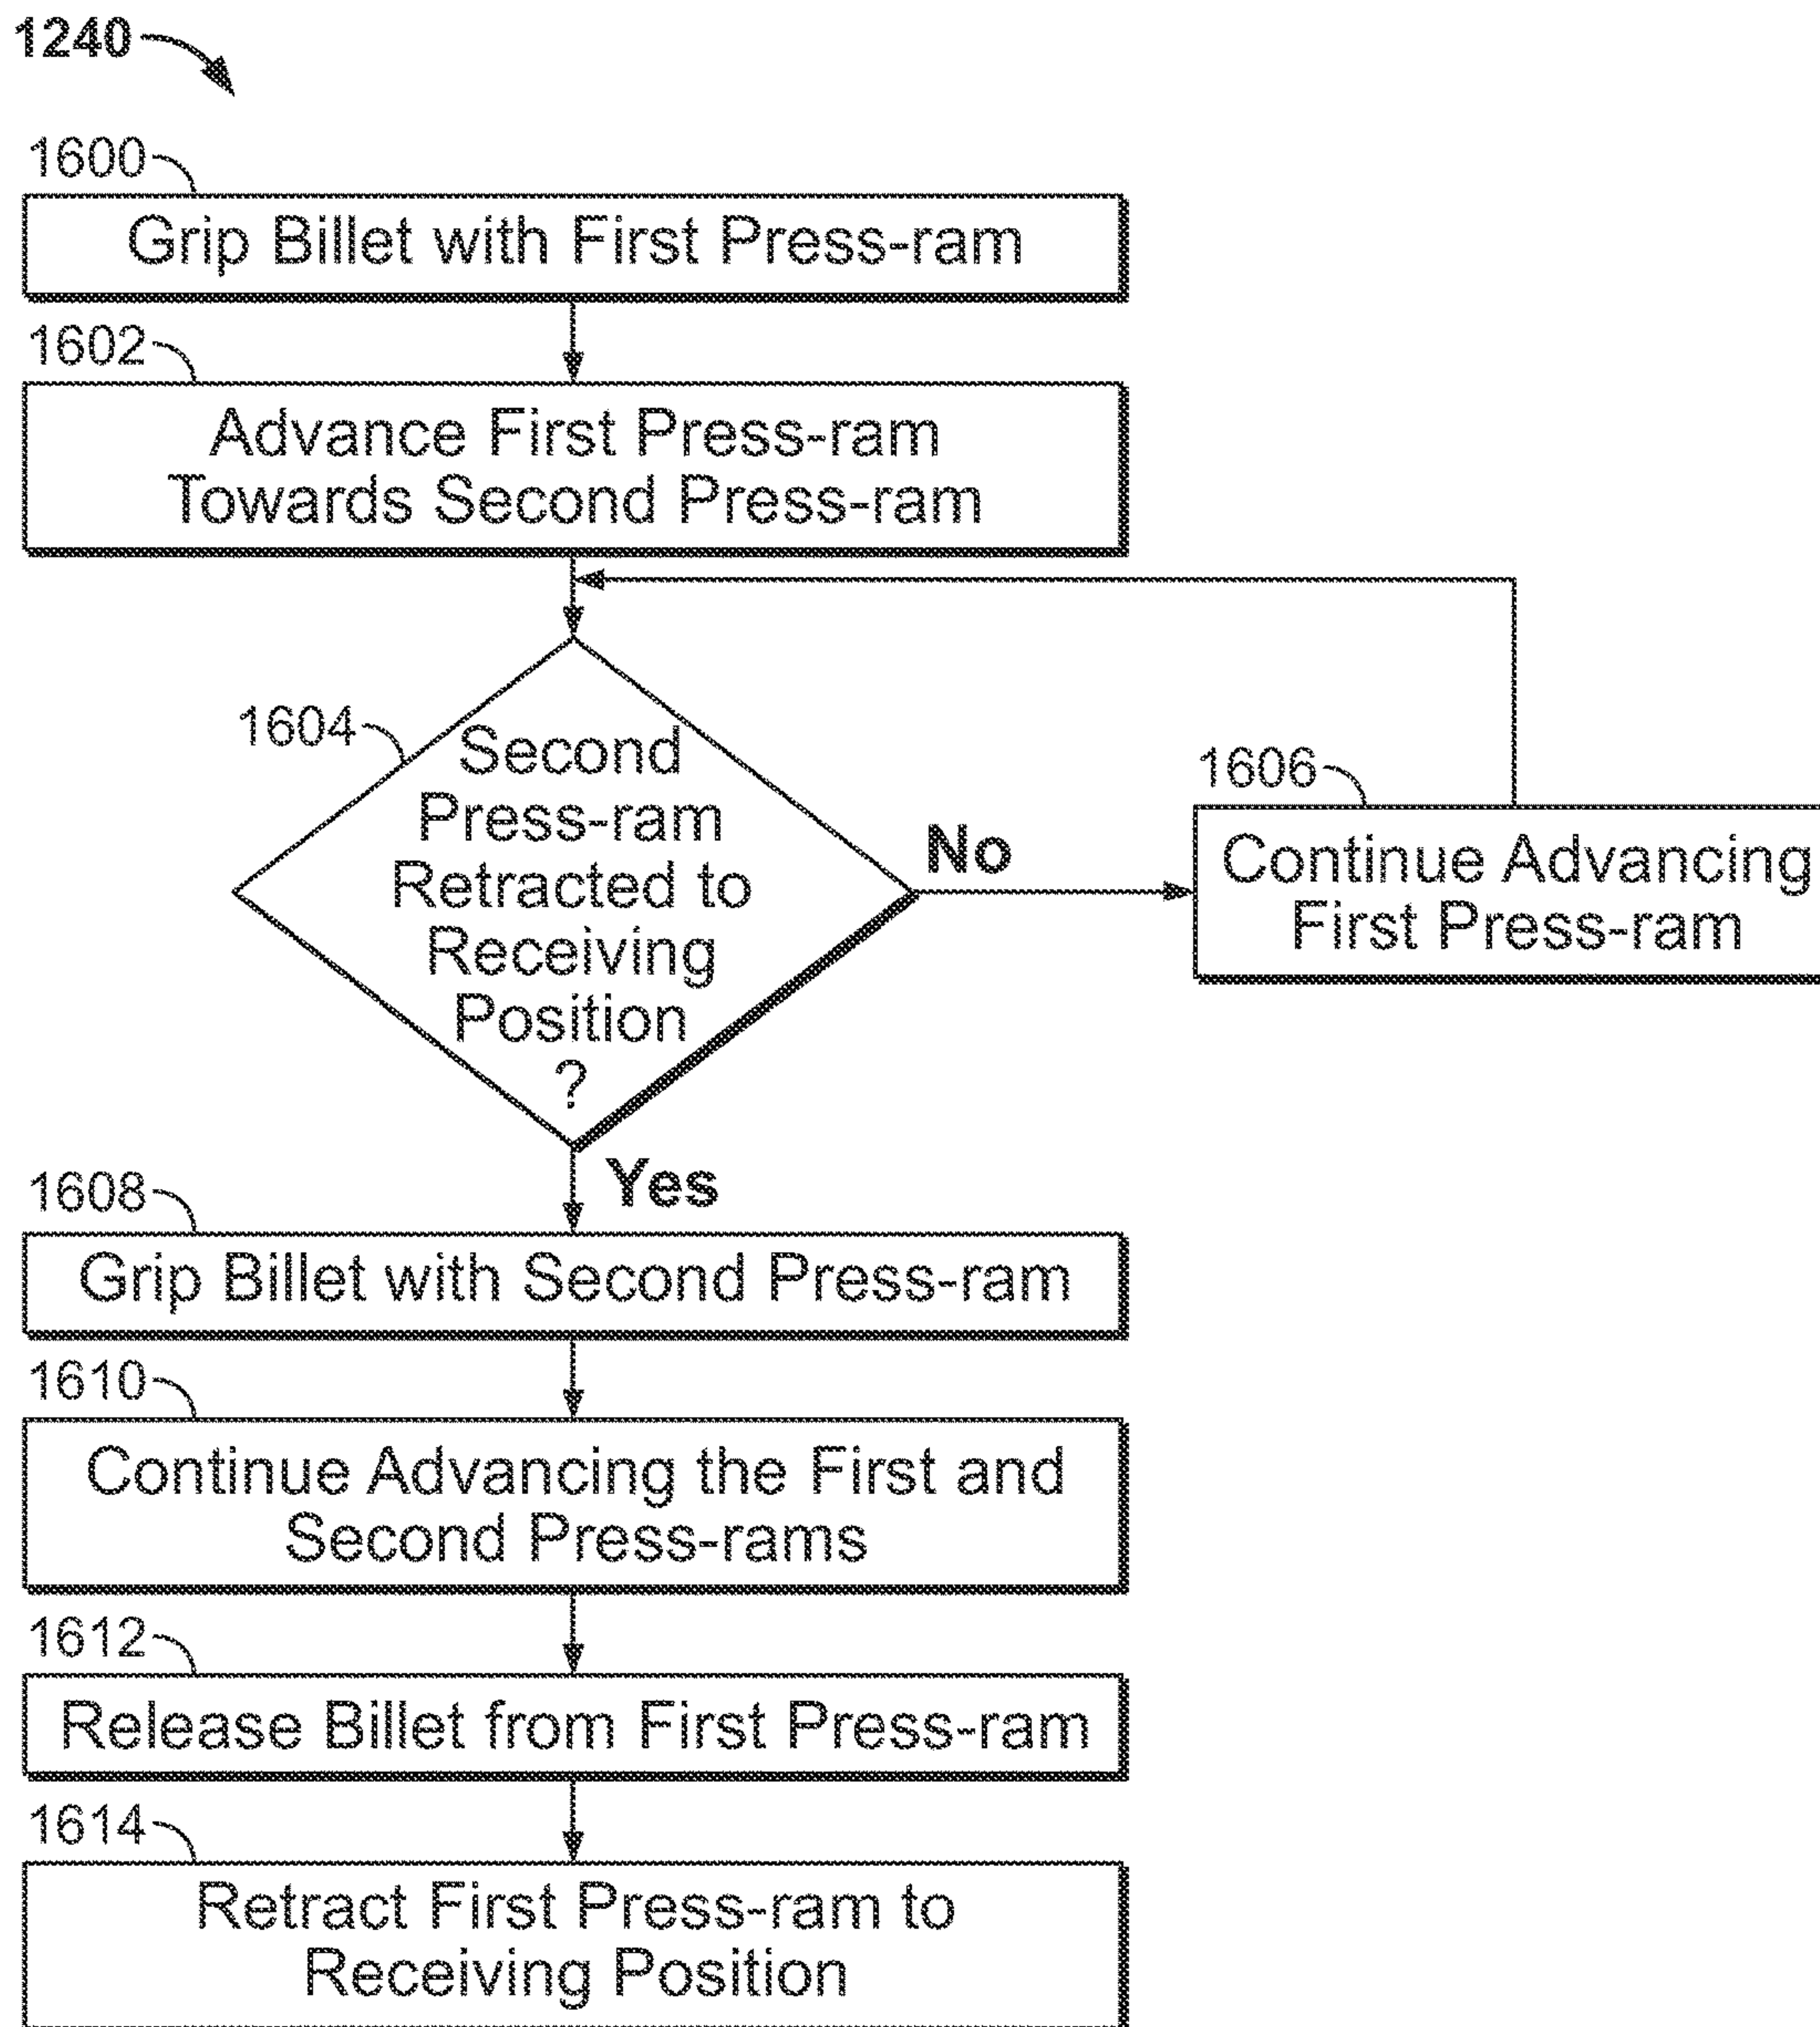 1240
1600
Grip Billet with First Press-ram
1602
Advance First Press-ram
Towards Second Press-ram
1604
Second
Press-ram
Retracted to
Receiving
Position
?
No
1606
Continue Advancing
First Press-ram
Yes
1608
Grip Billet with Second Press-ram
1610
Continue Advancing the First and
Second Press-rams
1612
Release Billet from First Press-ram
1614
Retract First Press-ram to
Receiving Position